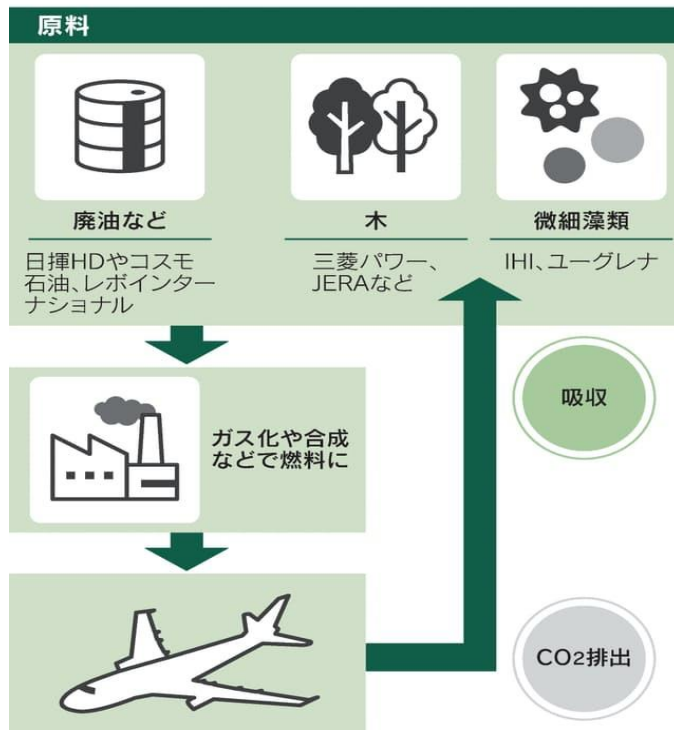 原料
廃油など
日揮HDやコスモ
石油、レボインター
ナショナル
木
三菱パワー、
JERAなど
微細藻類
IHI、ユーグレナ
吸収
ガス化や合成
などで燃料に
CO2排出